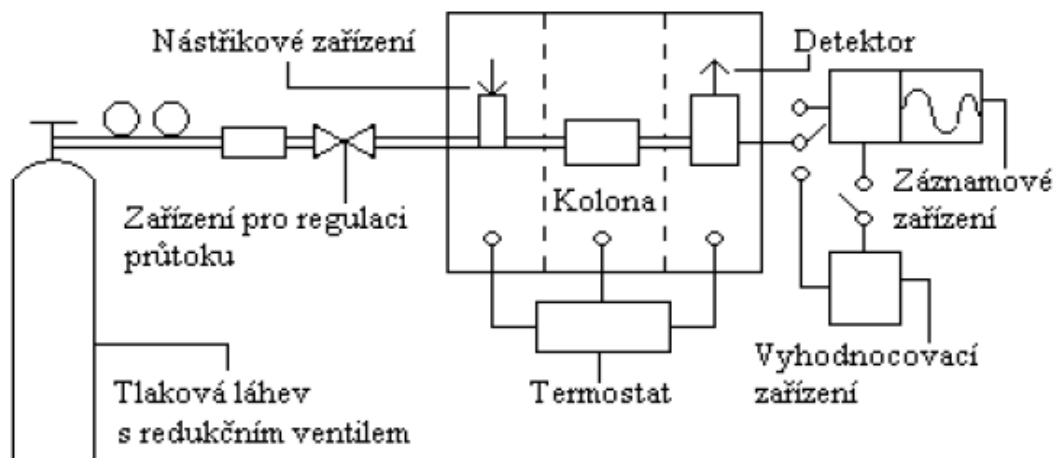 Nástřikové zařízení
Detektor
Zařízení pro regulaci
průtoku
Kolona
Záznamové
zařízení
Tlaková láhev
s redukčním ventilem
Termostat
Vyhodnocovací
zařízení